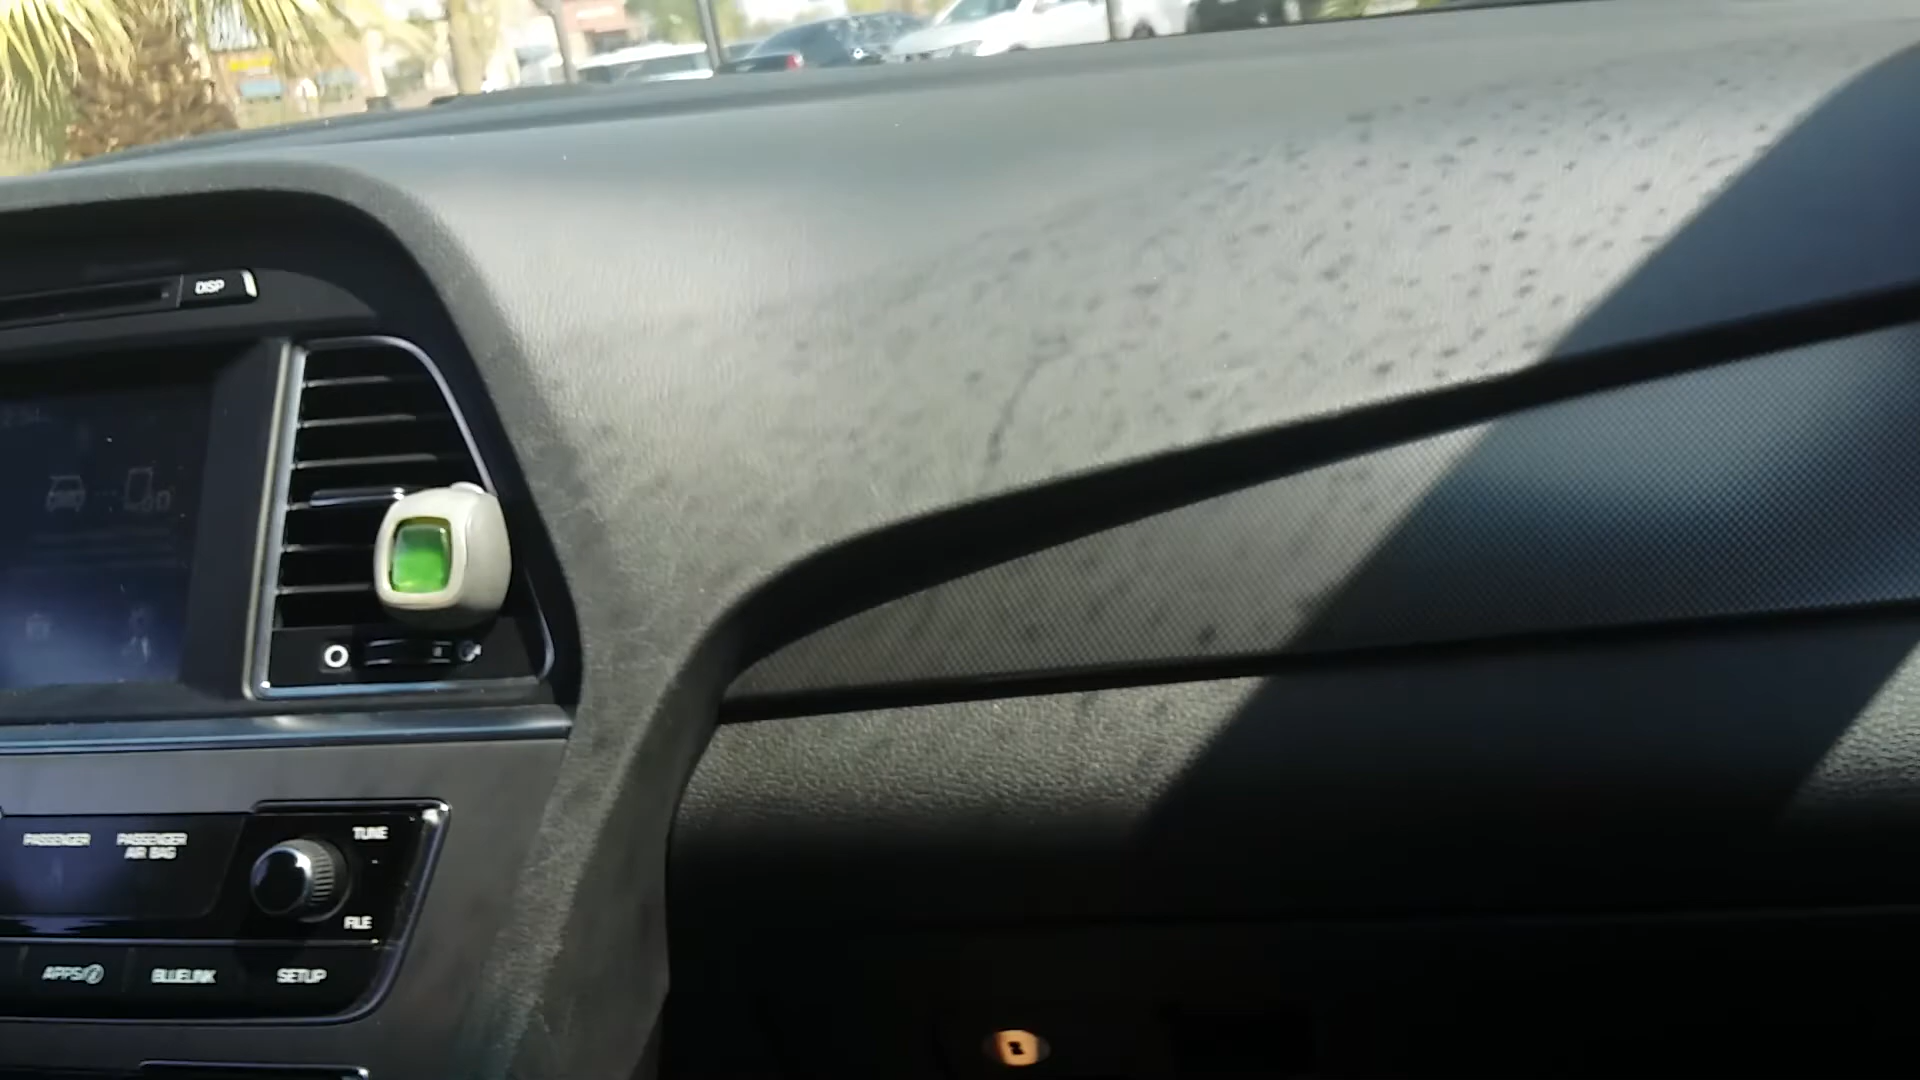 DISP
PASSENGER
PASSENGER
AIR BAG
TUNE
FILE
APPS/i
BLUELINK
SETUP